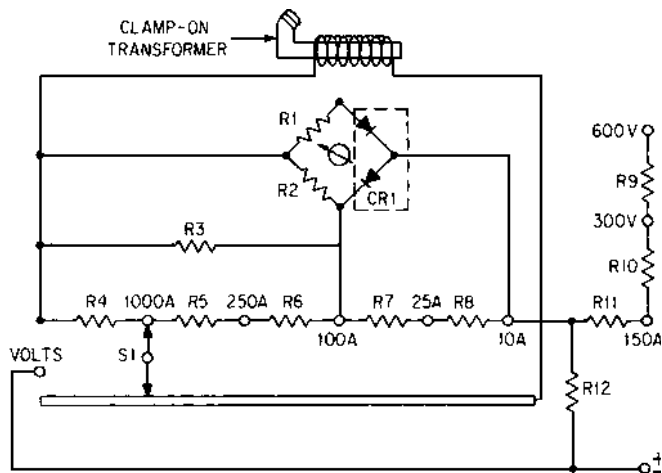 CLAMP-ON
TRANSFORMER
R1
600V
R2
CR1
R9
300V
R3
R10
R4
1000A
R5
250A
R6
R7
25A
R8
R11
100A
10A
150A
VOLTS
S1
R12
±